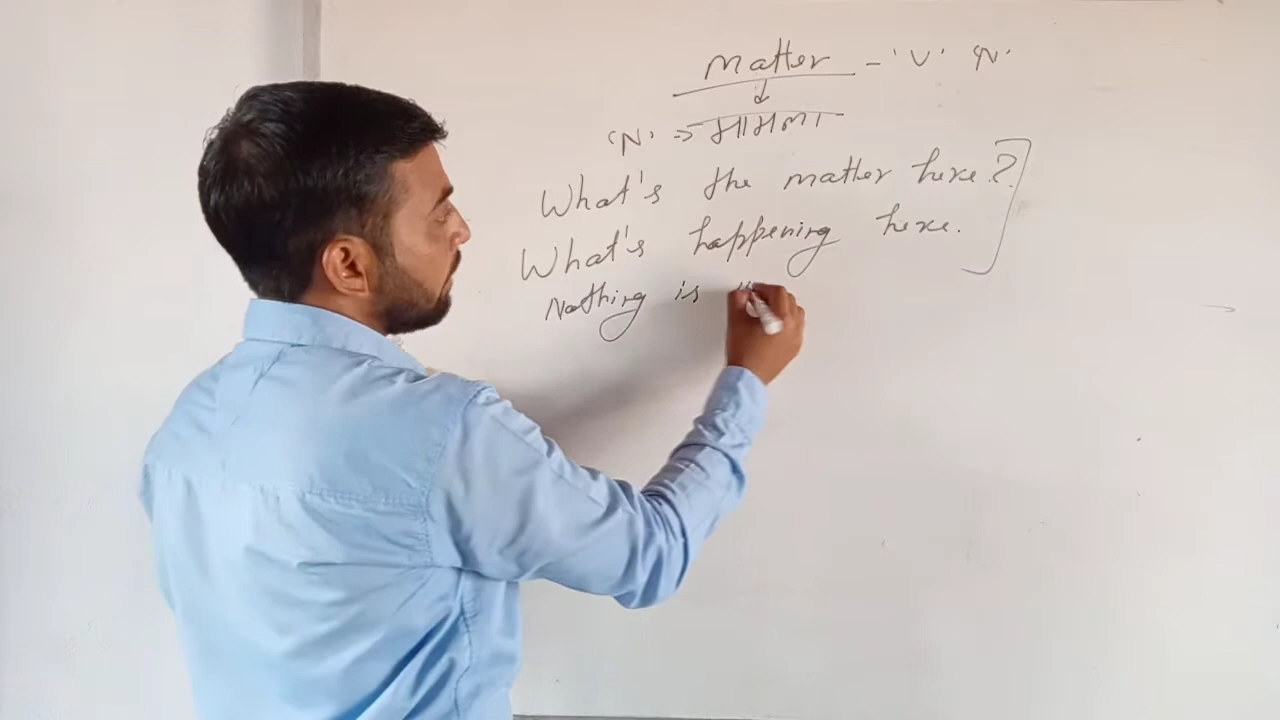 matter - 'V' 'N'
'N' => मामला
What's the matter here?
What's happening here.
Nothing is